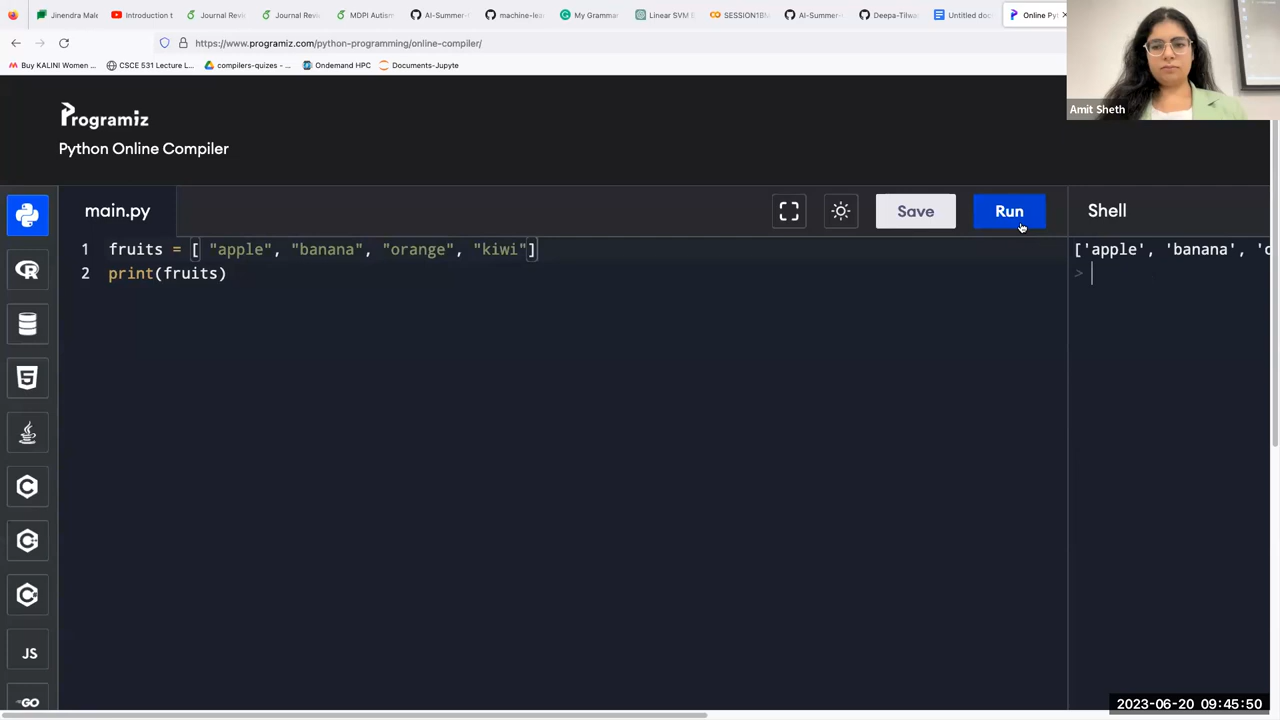 Jinendra Male
Introduction t
Journal Revi
Journal Revi
MDPI Autism
AI-Summer-
machine-lea
My Grammar
Linear SVM E
SESSION1BN
AI-Summer-
Deepa-Tilwa
Untitled doc
Online Py
https://www.programiz.com/python-programming/online-compiler/
Buy KALINI Women ...
CSCE 531 Lecture L...
compilers-quizes - ...
Ondemand HPC
Documents-Jupyte
Amit Sheth
Programiz
Python Online Compiler
main.py
Save
Run
Shell
1 fruits = [ "apple", "banana", "orange", "kiwi"]
2 print(fruits)
['apple', 'banana', 'o
>
JS
GO
2023-06-20 09:45:50